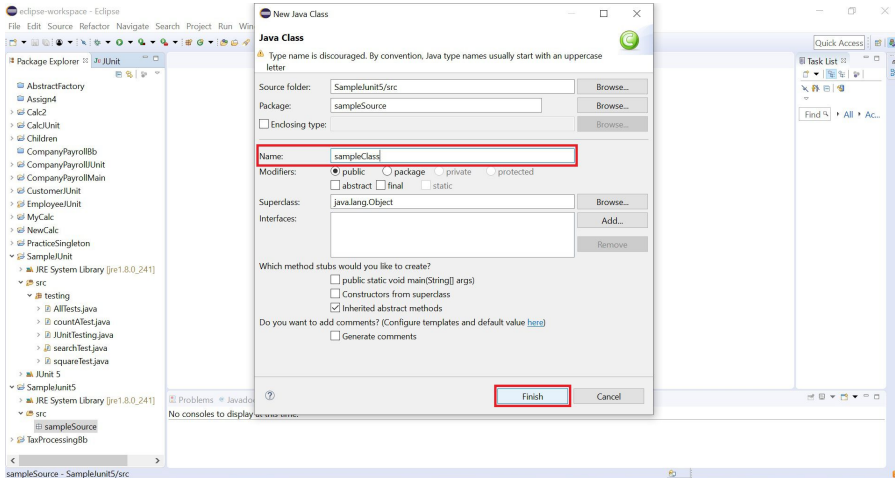 eclipse-workspace - Eclipse
File Edit Source Refactor Navigate Search Project Run Win
Quick Access
Package Explorer JUnit
AbstractFactory
Assign4
Calc2
CalcJUnit
Children
CompanyPayrollBb
CompanyPayrollJUnit
CompanyPayrollMain
CustomerJUnit
EmployeeJUnit
MyCalc
NewCalc
PracticeSingleton
SampleJUnit
JRE System Library [jre1.8.0_241]
src
testing
AllTests.java
countATest.java
JUnitTesting.java
searchTest.java
squareTest.java
JUnit 5
SampleJunit5
JRE System Library [jre1.8.0_241]
src
sampleSource
TaxProcessingBb
sampleSource - SampleJunit5/src
New Java Class
Java Class
Type name is discouraged. By convention, Java type names usually start with an uppercase
letter
Source folder: SampleJunit5/src Browse...
Package: sampleSource Browse...
Enclosing type: Browse...
Name: sampleClass
Modifiers: public package private protected
abstract final static
Superclass: java.lang.Object Browse...
Interfaces: Add...
Remove
Which method stubs would you like to create?
public static void main(String[] args)
Constructors from superclass
Inherited abstract methods
Do you want to add comments? (Configure templates and default value here)
Generate comments
? Finish Cancel
Problems Javado
No consoles to display at this time.
Task List
Find All Ac...